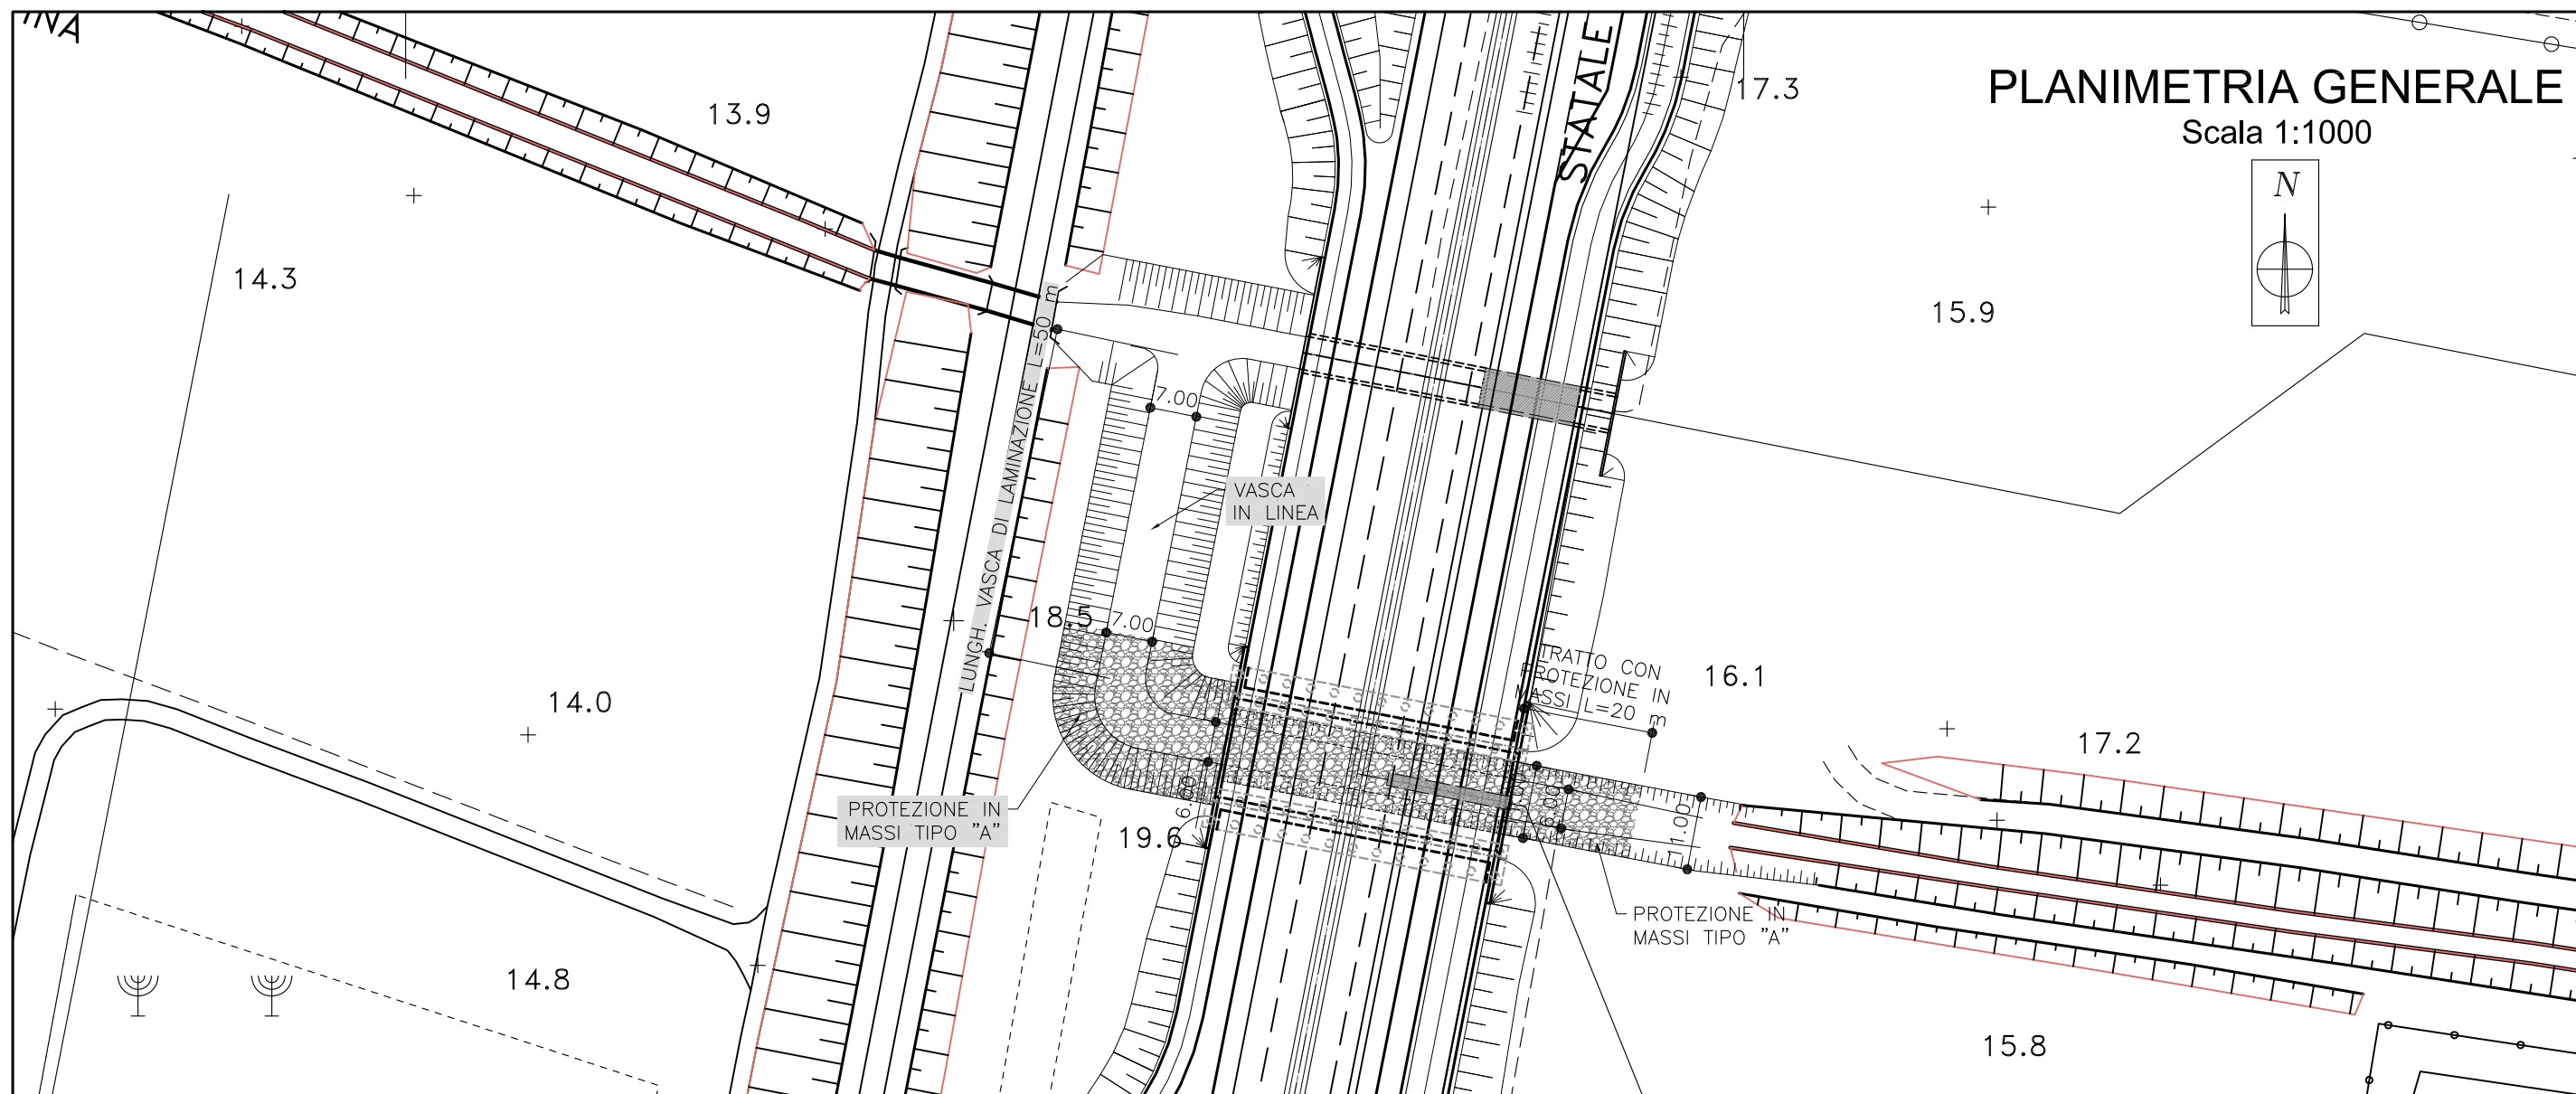 PLANIMETRIA GENERALE
Scala 1:1000
N
STATALE
17.3
13.9
14.3
15.9
LUNGH. VASCA DI LAMINAZIONE L=50 m
7.00
VASCA
IN LINEA
18.5
7.00
TRATTO CON
PROTEZIONE IN
MASSI L=20 m
16.1
14.0
17.2
PROTEZIONE IN
MASSI TIPO "A"
6.00
19.6
6.00
PROTEZIONE IN
MASSI TIPO "A"
14.8
15.8